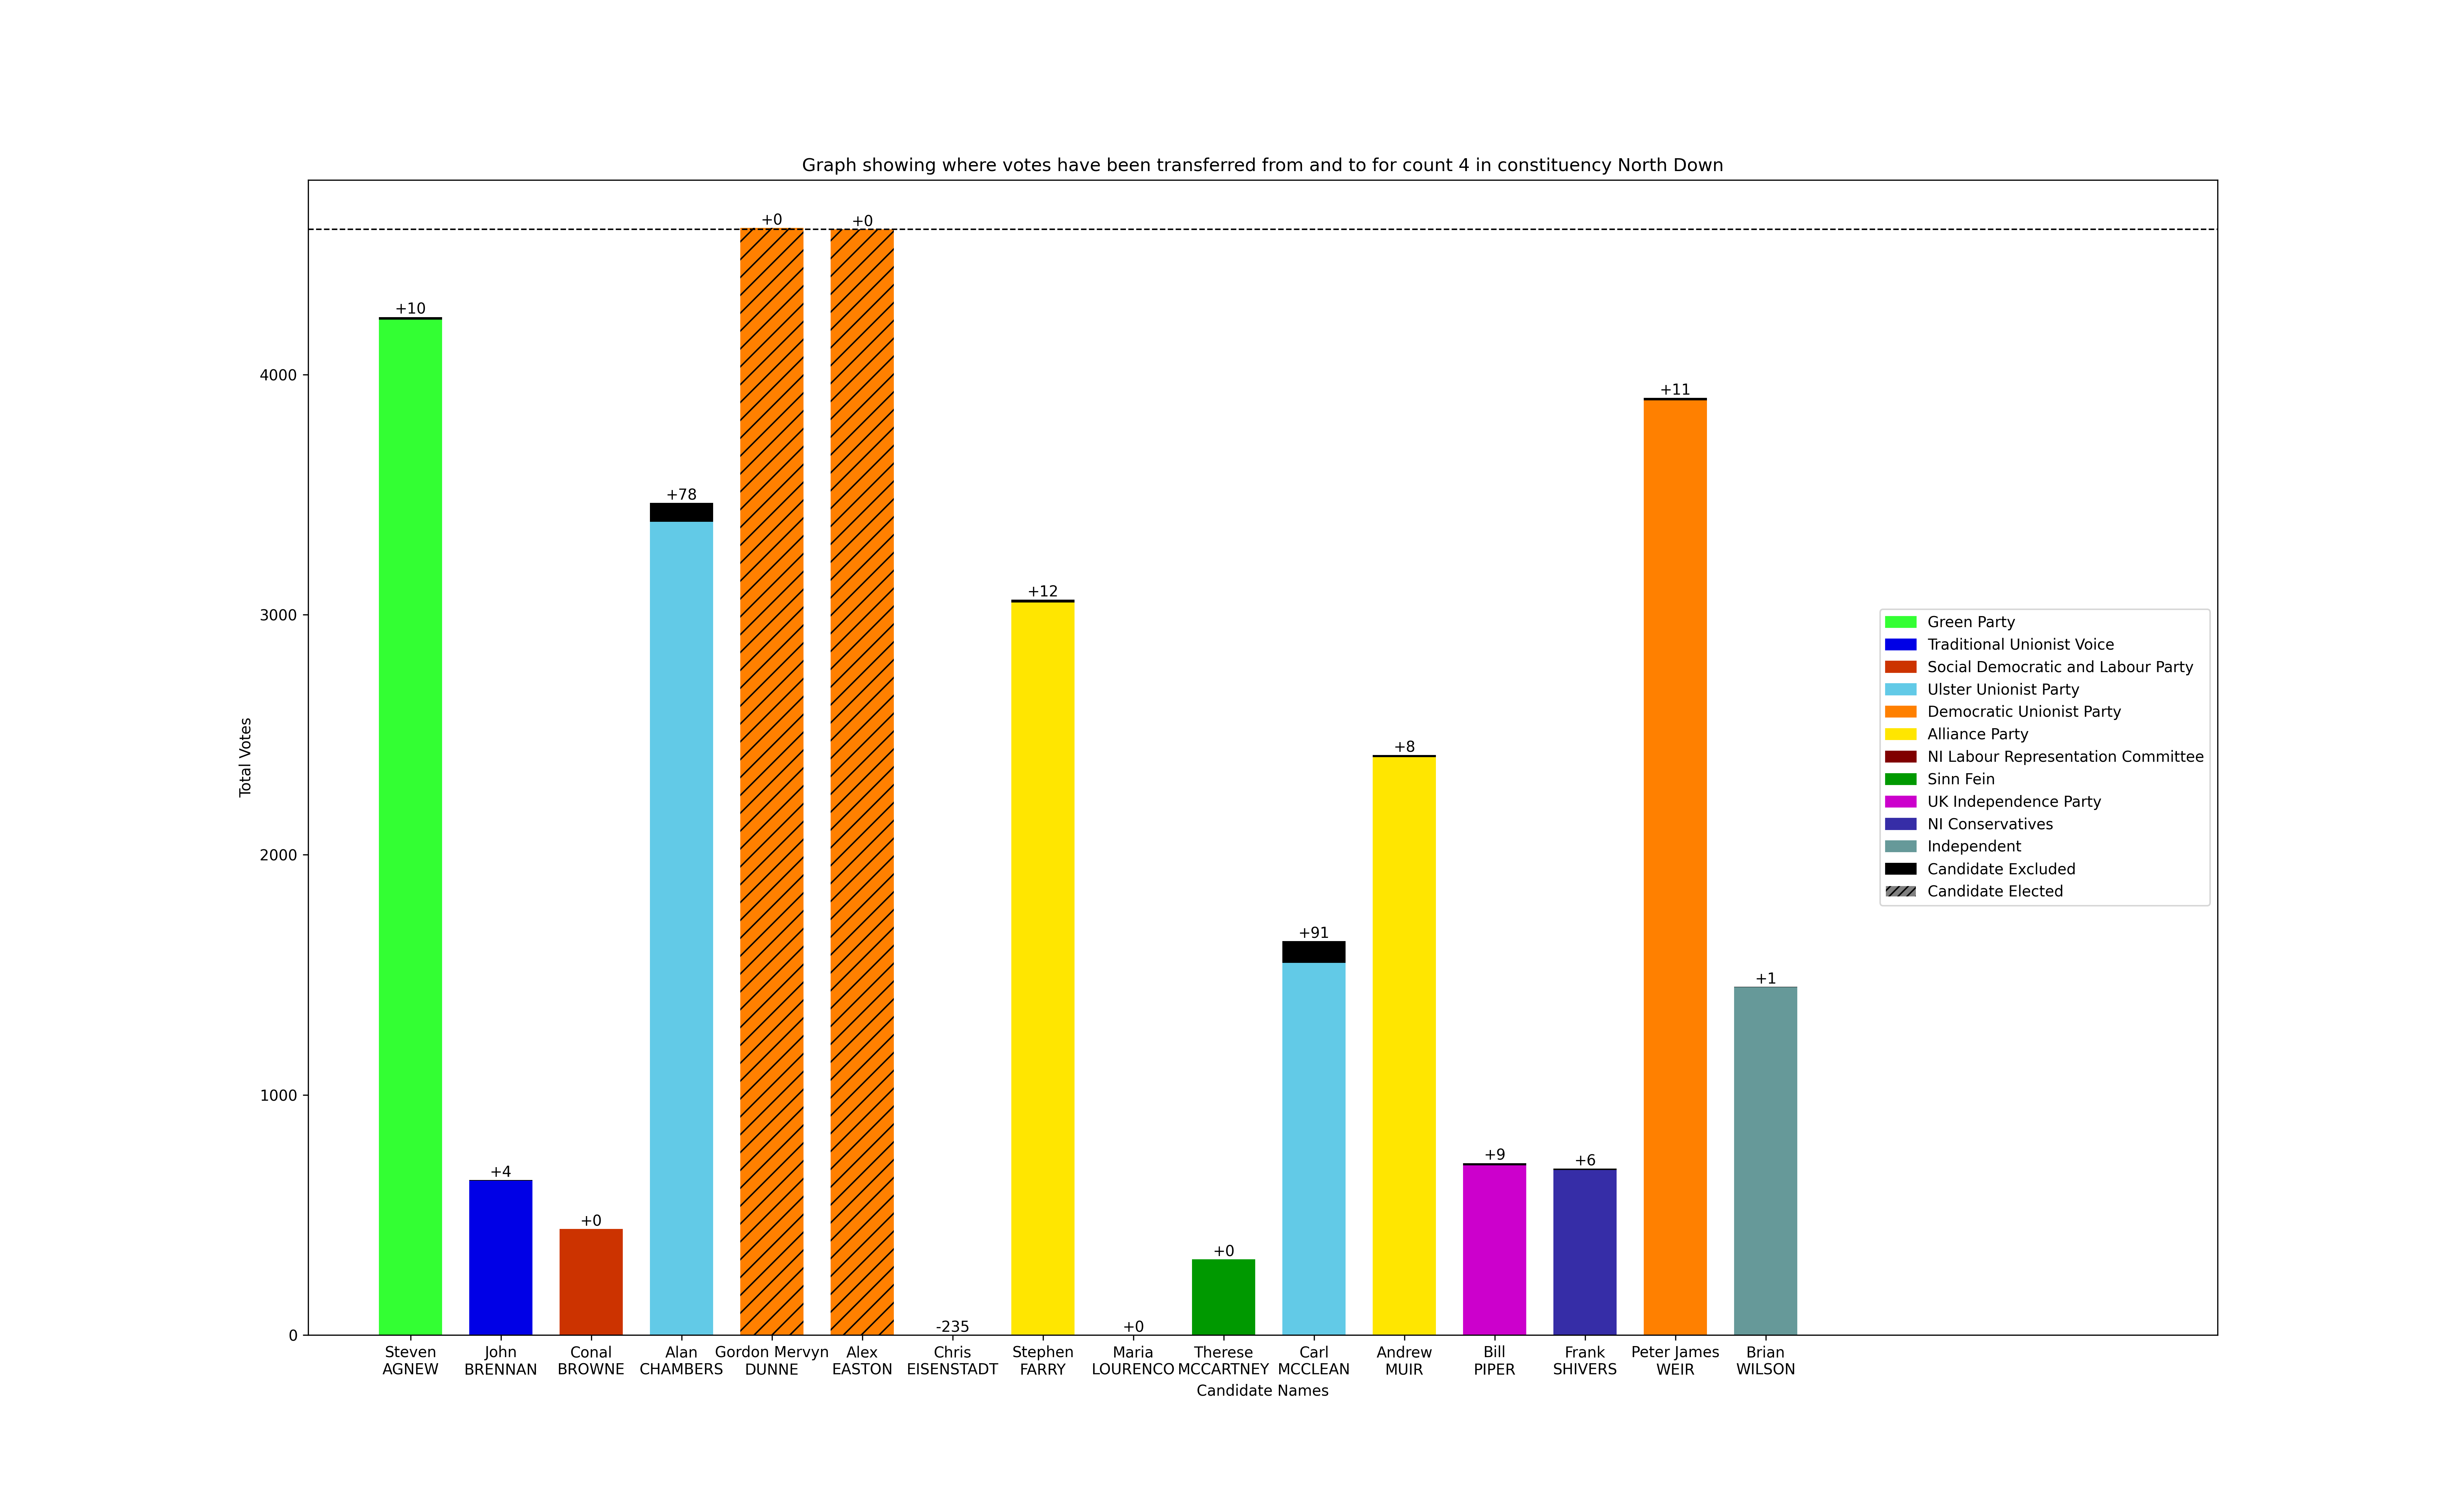 Graph showing where votes have been transferred from and to for count 4 in constituency North Down
Total Votes
4000
3000
2000
1000
0
+10
+4
+0
+78
+0
+0
-235
+12
+0
+0
+91
+8
+9
+6
+11
+1
Steven
AGNEW
John
BRENNAN
Conal
BROWNE
Alan
CHAMBERS
Gordon Mervyn
DUNNE
Alex
EASTON
Chris
EISENSTADT
Stephen
FARRY
Maria
LOURENCO
Therese
MCCARTNEY
Carl
MCCLEAN
Andrew
MUIR
Bill
PIPER
Frank
SHIVERS
Peter James
WEIR
Brian
WILSON
Candidate Names
Green Party
Traditional Unionist Voice
Social Democratic and Labour Party
Ulster Unionist Party
Democratic Unionist Party
Alliance Party
NI Labour Representation Committee
Sinn Fein
UK Independence Party
NI Conservatives
Independent
Candidate Excluded
Candidate Elected